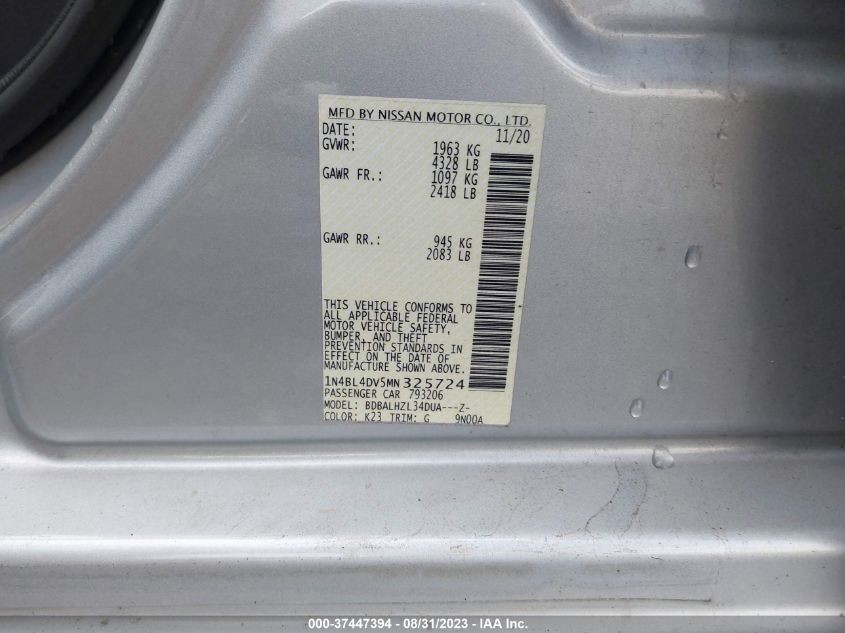 MFD BY NISSAN MOTOR CO., LTD.
DATE: 11/20
GVWR: 1963 KG
4328 LB
GAWR FR.: 1097 KG
2418 LB
GAWR RR.: 945 KG
2083 LB
THIS VEHICLE CONFORMS TO
ALL APPLICABLE FEDERAL
MOTOR VEHICLE SAFETY,
BUMPER, AND THEFT
PREVENTION STANDARDS IN
EFFECT ON THE DATE OF
MANUFACTURE SHOWN ABOVE.
1N4BL4DV5MN325724
PASSENGER CAR 793206
MODEL: BDBALHZL34DUA---Z-
COLOR: K23 TRIM: G 9N00A
000-37447394 - 08/31/2023 - IAA Inc.